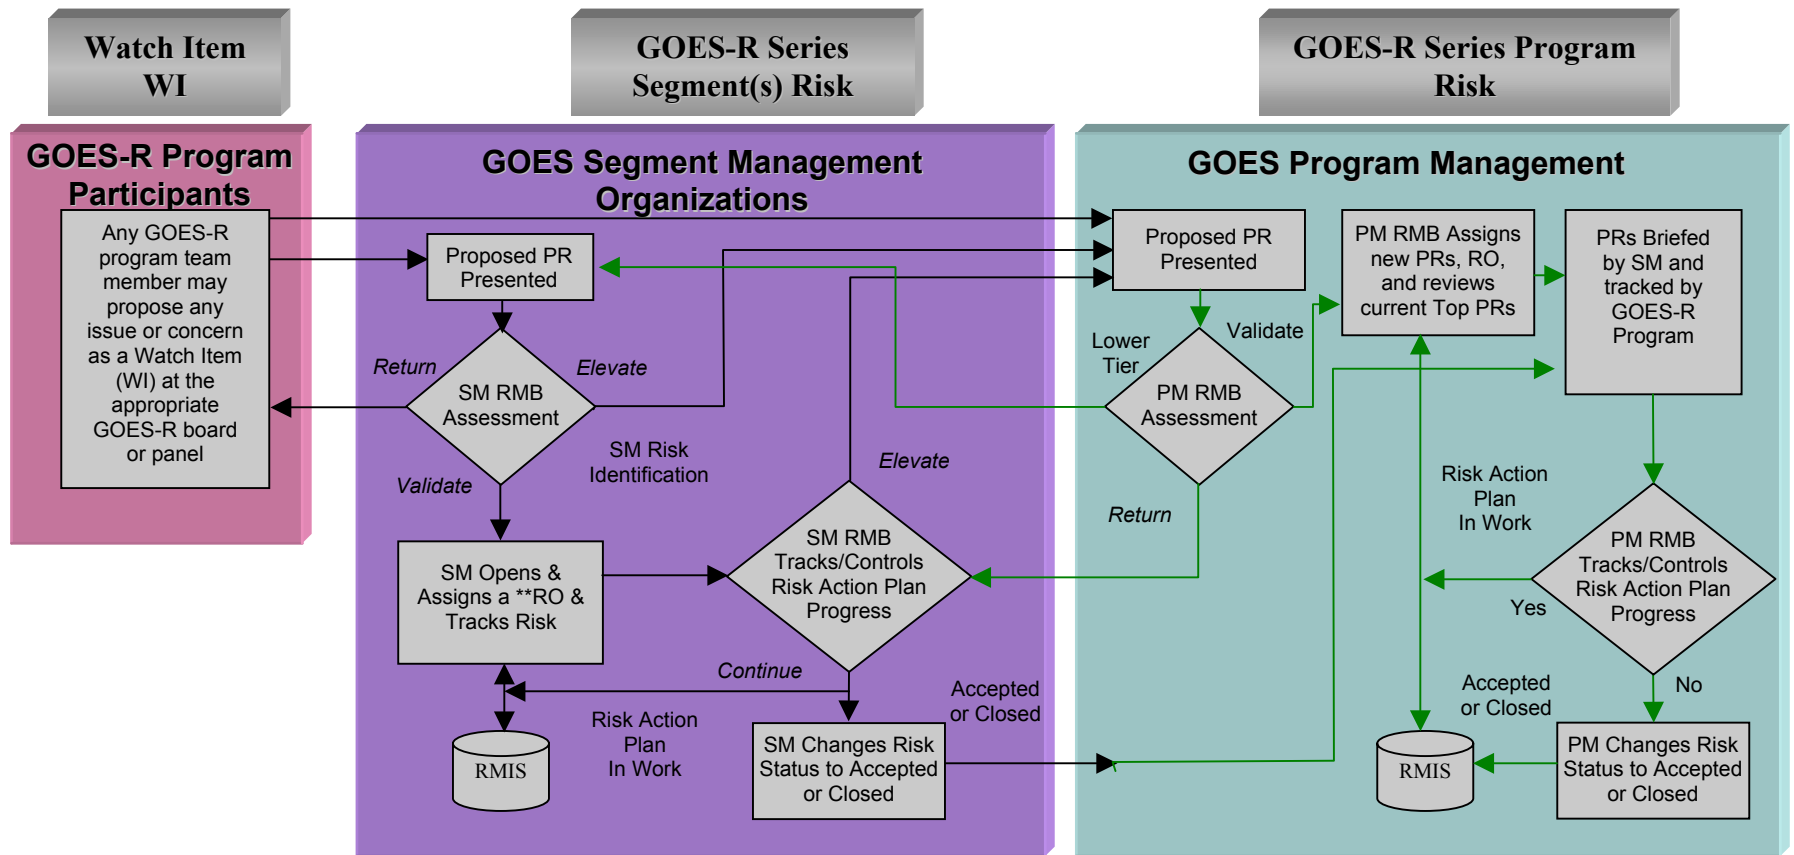 Watch Item
WI
GOES-R Series
Segment(s) Risk
GOES-R Series Program
Risk
GOES-R Program
Participants
Any GOES-R
program team
member may
propose any
issue or concern
as a Watch Item
(WI) at the
appropriate
GOES-R board
or panel
GOES Segment Management
Organizations
Proposed PR
Presented
Return
Elevate
SM RMB
Assessment
SM Risk
Identification
Validate
Elevate
SM Opens &
Assigns a **RO &
Tracks Risk
SM RMB
Tracks/Controls
Risk Action Plan
Progress
Continue
Accepted
or Closed
Risk Action
Plan
In Work
RMIS
SM Changes Risk
Status to Accepted
or Closed
GOES Program Management
Proposed PR
Presented
PM RMB Assigns
new PRs, RO,
and reviews
current Top PRs
PRs Briefed
by SM and
tracked by
GOES-R
Program
Lower
Tier
Validate
PM RMB
Assessment
Return
Risk Action
Plan
In Work
PM RMB
Tracks/Controls
Risk Action Plan
Progress
Yes
No
Accepted
or Closed
RMIS
PM Changes Risk
Status to Accepted
or Closed